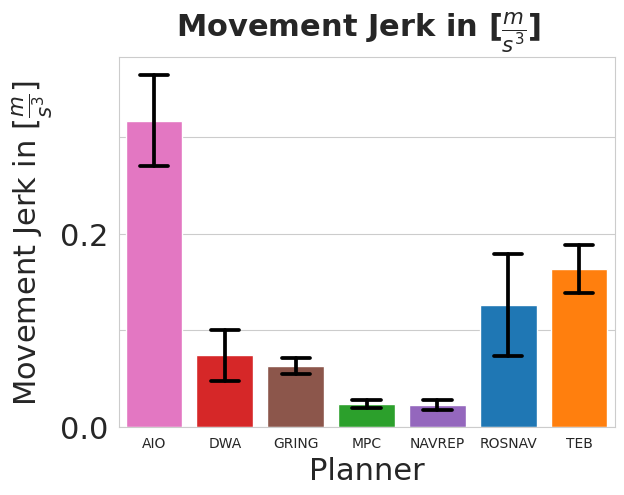 Movement Jerk in [m/s³]
Movement Jerk in [m/s³]
0.2
0.0
AIO DWA GRING MPC NAVREP ROSNAV TEB
Planner